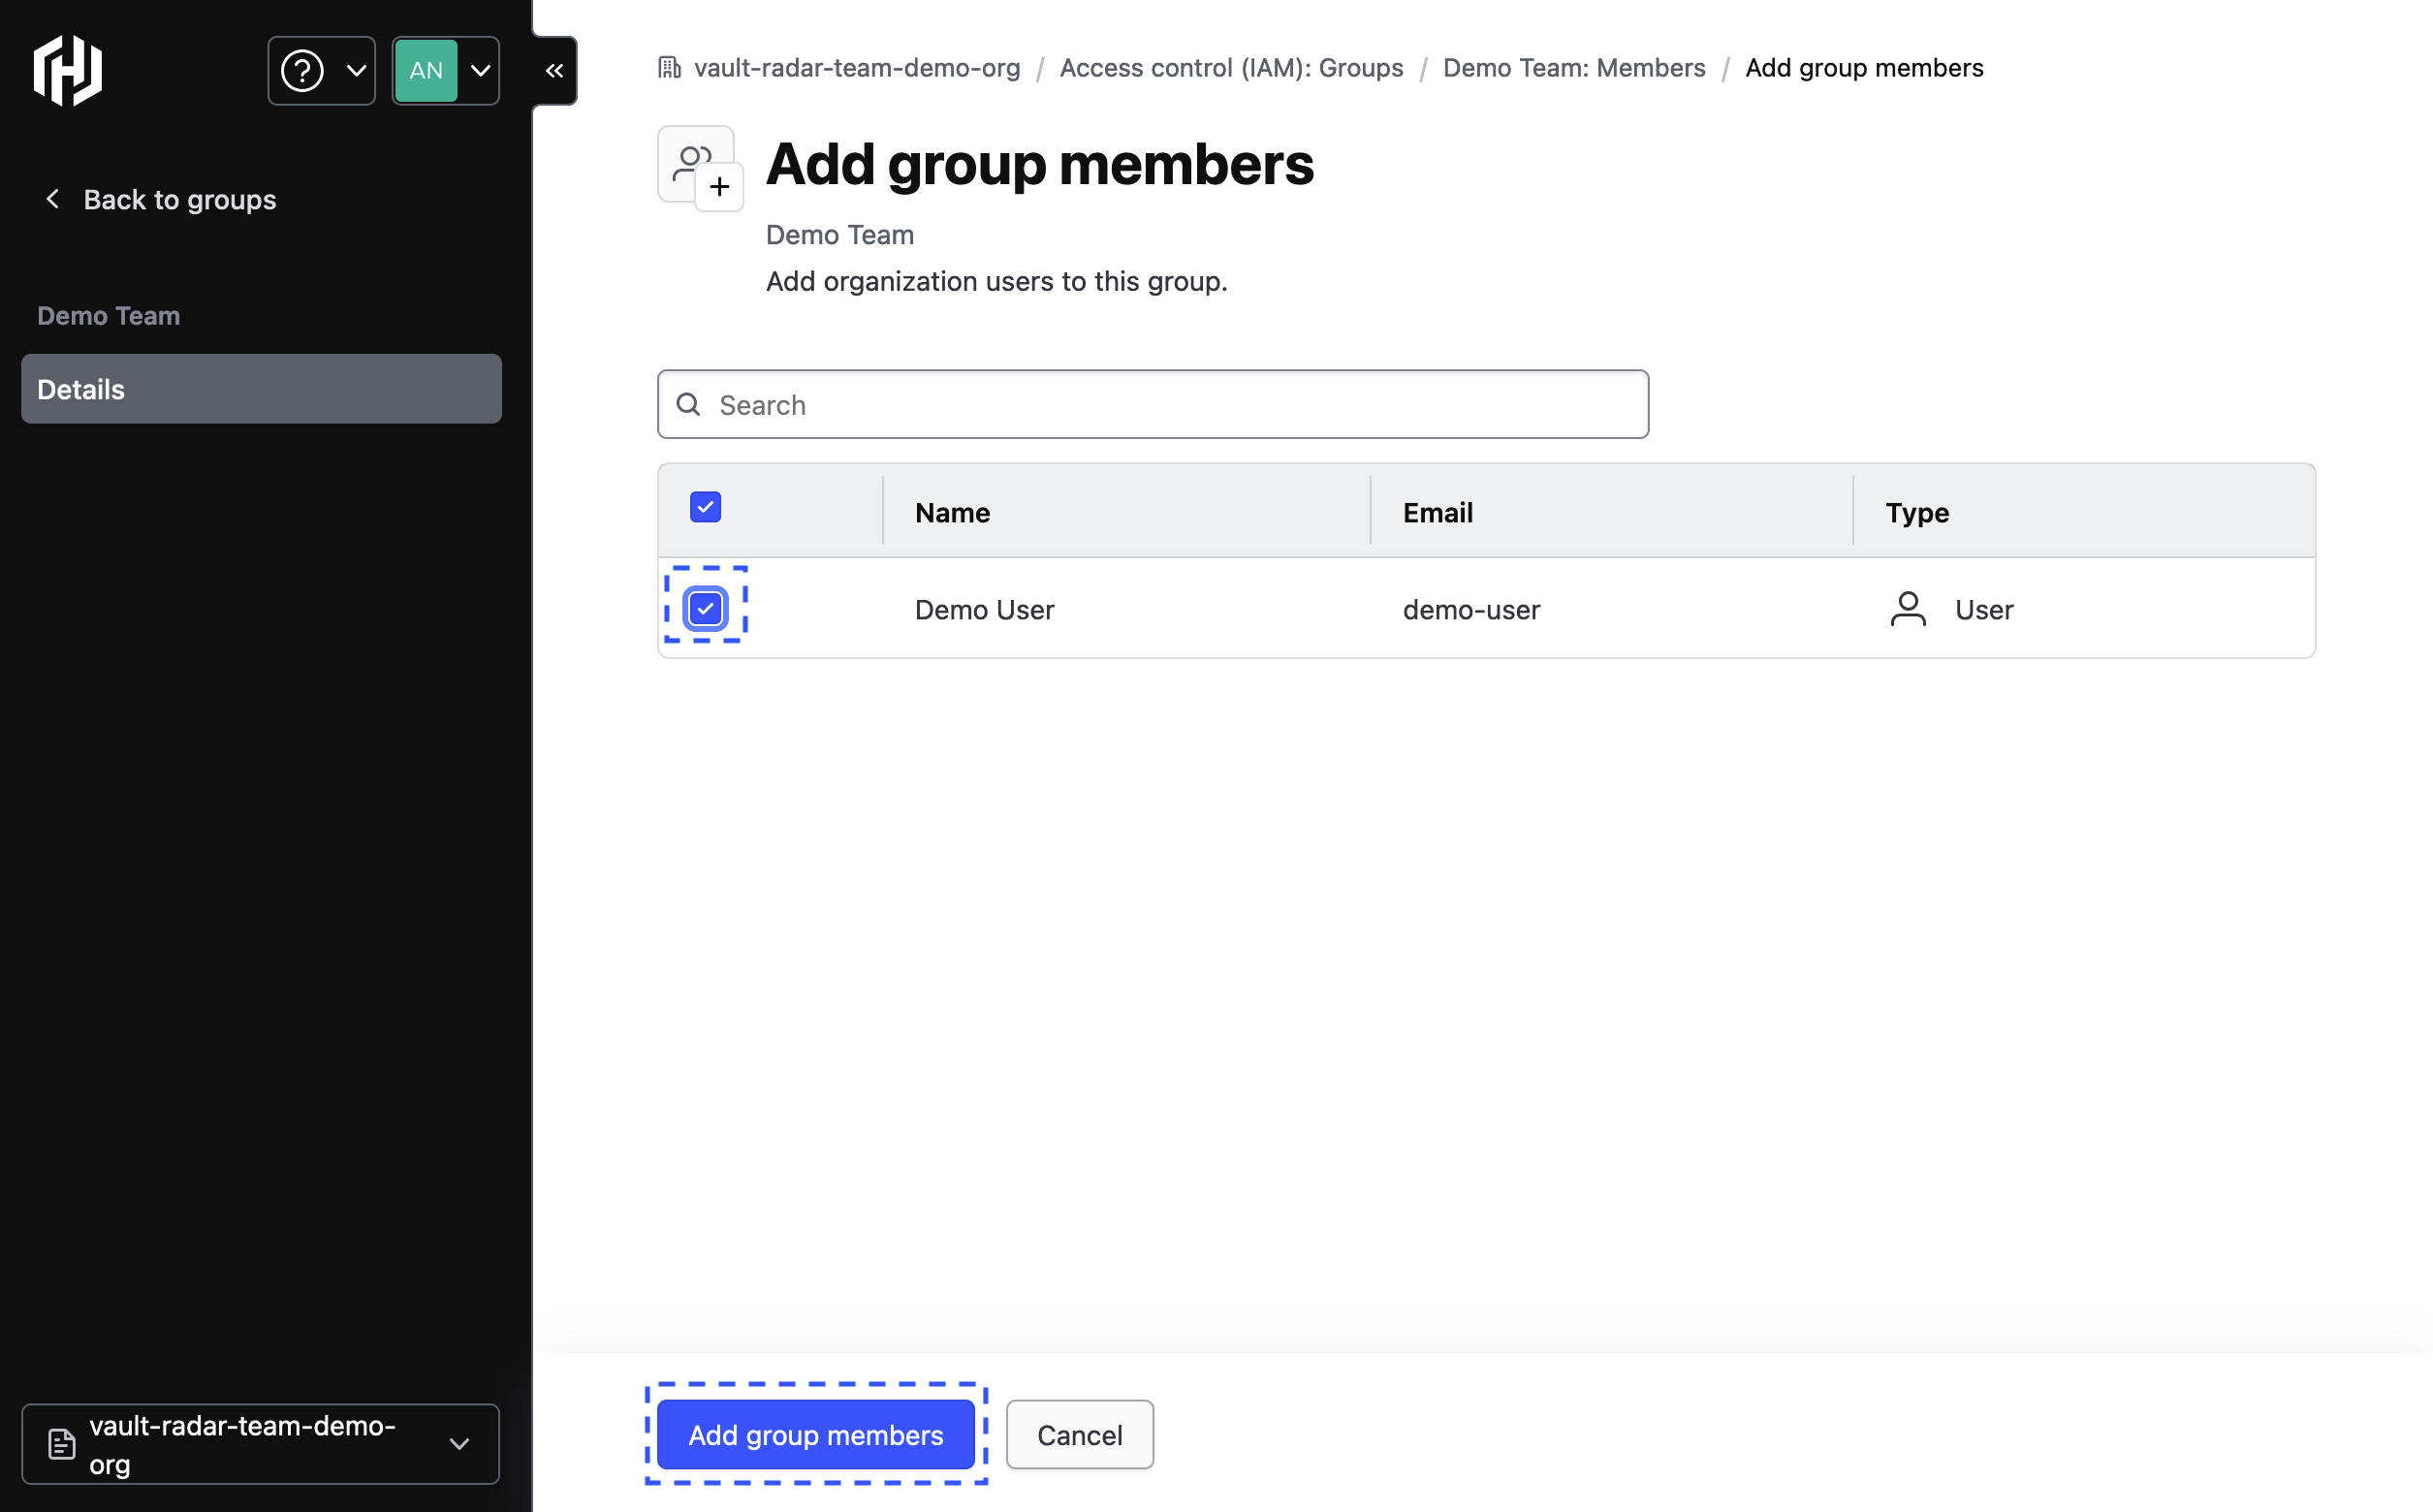 AN
Back to groups
Demo Team
Details
vault-radar-team-demo-
org
vault-radar-team-demo-org / Access control (IAM): Groups / Demo Team: Members / Add group members
Add group members
Demo Team
Add organization users to this group.
Search
Name Email Type
Demo User demo-user User
Add group members Cancel